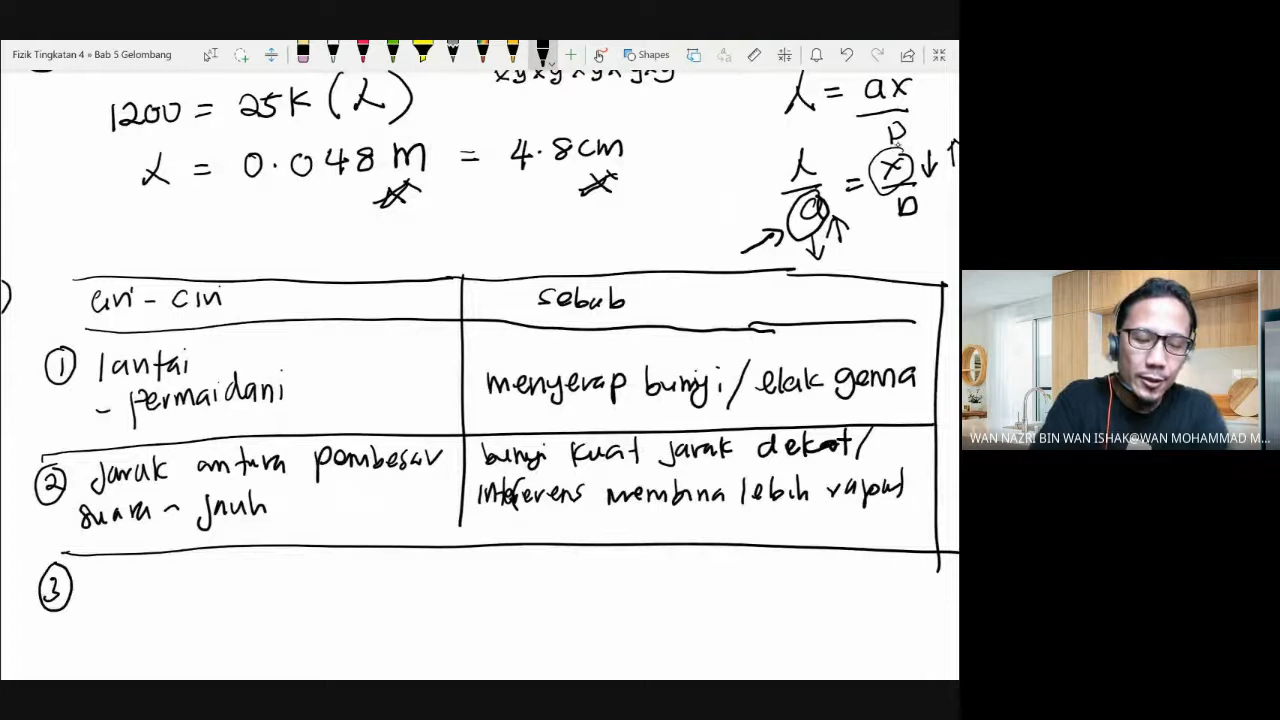 Fizik Tingkatan 4 » Bab 5 Gelombang
Shapes
1200 = 25K (λ)
λ = 0.048 m = 4.8cm
λ = ax
D
λ = x ↓ ↑
a D
ciri - ciri
sebab
① lantai
- permaidani
menyerap bunyi / elak gema
② Jarak antara pembesar
suara - jauh
bunyi kuat jarak dekat /
interferens membina lebih rapat
③
WAN NAZRI BIN WAN ISHAK@WAN MOHAMMAD M...